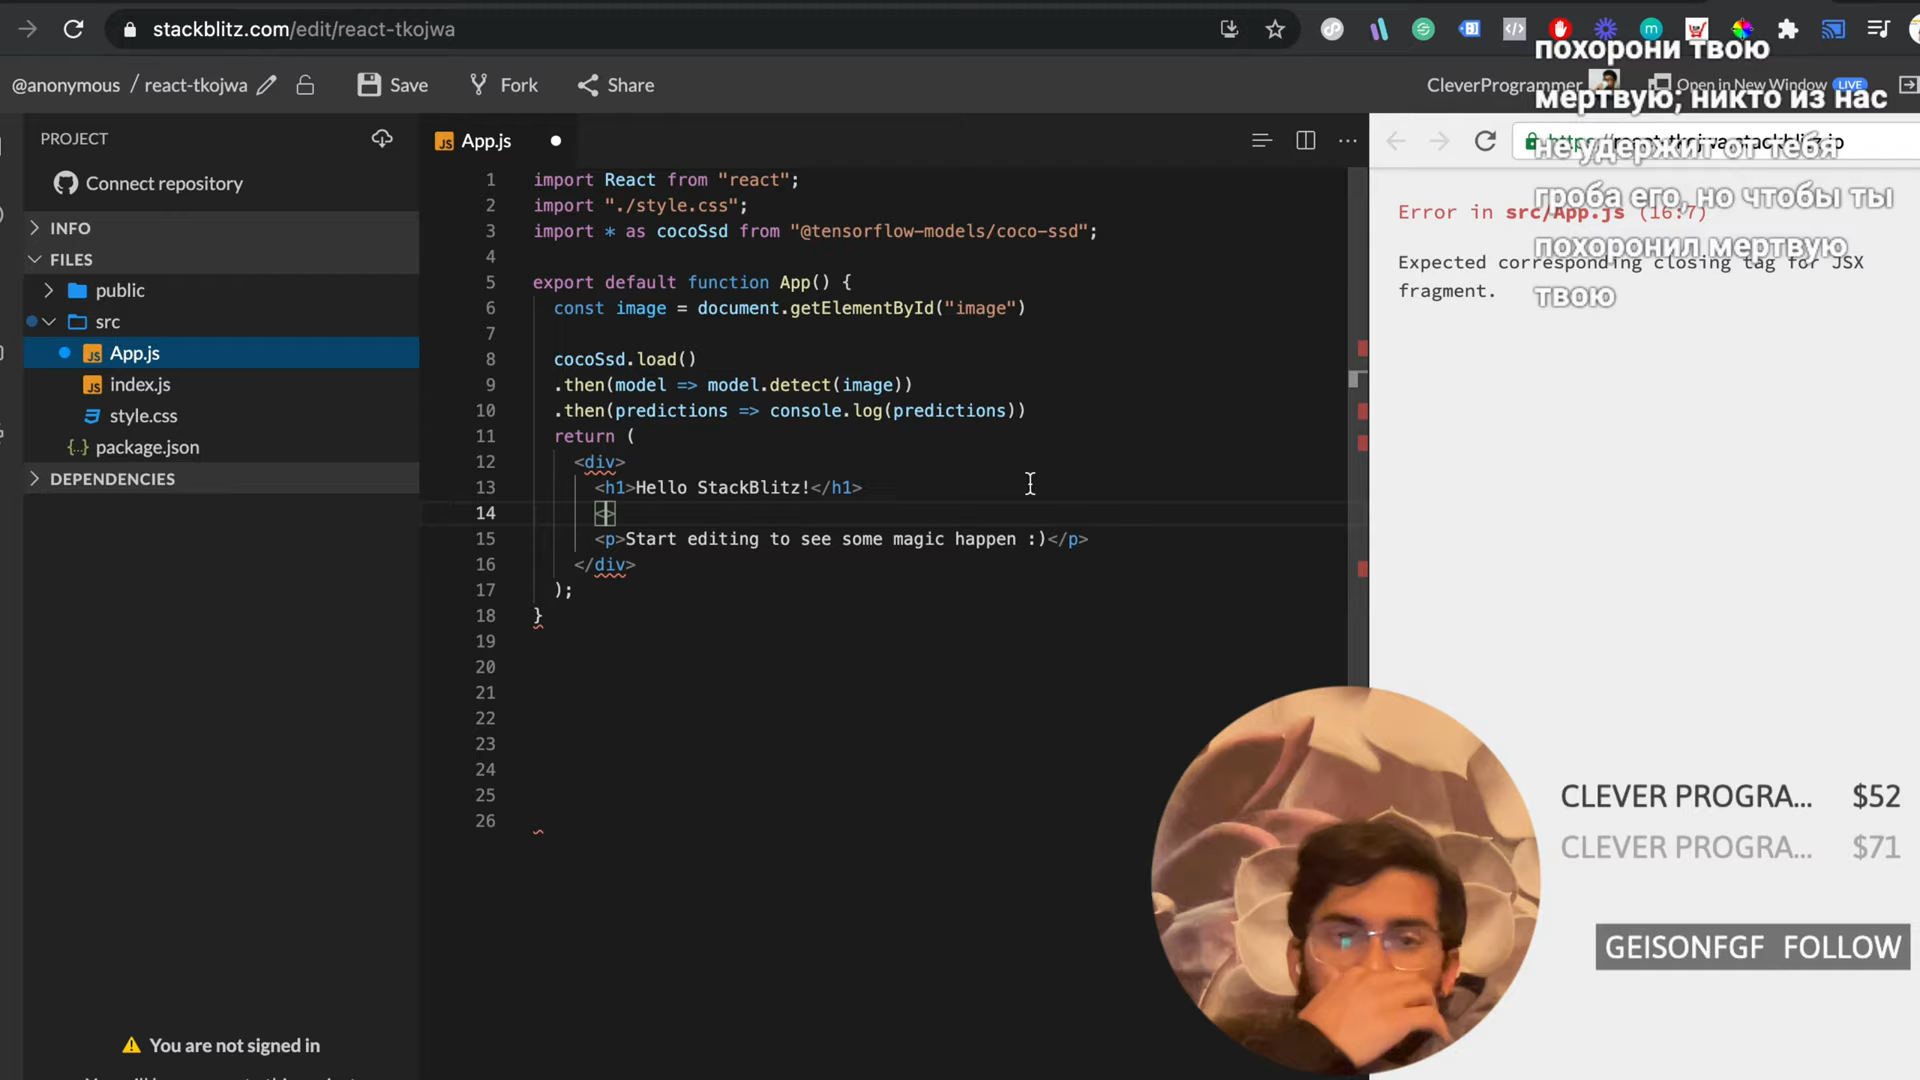 stackblitz.com/edit/react-tkojwa
@anonymous / react-tkojwa
Save
Fork
Share
CleverProgrammer
Open in New Window
LIVE
похорони твою
мертвую; никто из нас
не удержит от тебя
гроба его, но чтобы ты
похоронил мертвую
твою
PROJECT
Connect repository
INFO
FILES
public
src
App.js
index.js
style.css
{..} package.json
DEPENDENCIES
You are not signed in
App.js
1 import React from "react";
2 import "./style.css";
3 import * as cocoSsd from "@tensorflow-models/coco-ssd";
4
5 export default function App() {
6 const image = document.getElementById("image")
7
8 cocoSsd.load()
9 .then(model => model.detect(image))
10 .then(predictions => console.log(predictions))
11 return (
12 <div>
13 <h1>Hello StackBlitz!</h1>
14 <>
15 <p>Start editing to see some magic happen :)</p>
16 </div>
17 );
18 }
19
20
21
22
23
24
25
26
https://react-tkojwa.stackblitz.io
Error in src/App.js (16:7)
Expected corresponding closing tag for JSX
fragment.
CLEVER PROGRA... $52
CLEVER PROGRA... $71
GEISONFGF FOLLOW